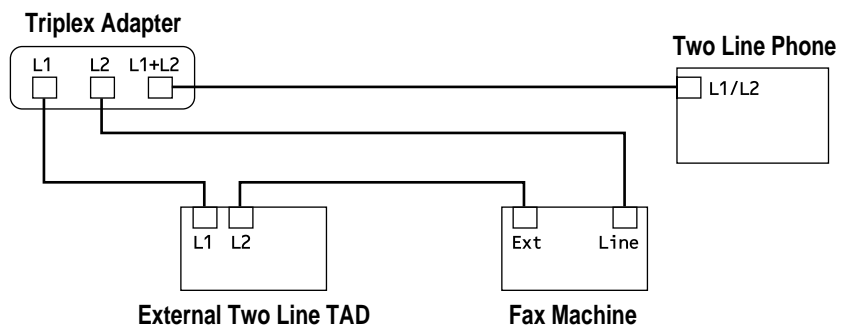 Triplex Adapter
L1 L2 L1+L2
Two Line Phone
L1/L2
L1 L2
Ext Line
External Two Line TAD
Fax Machine